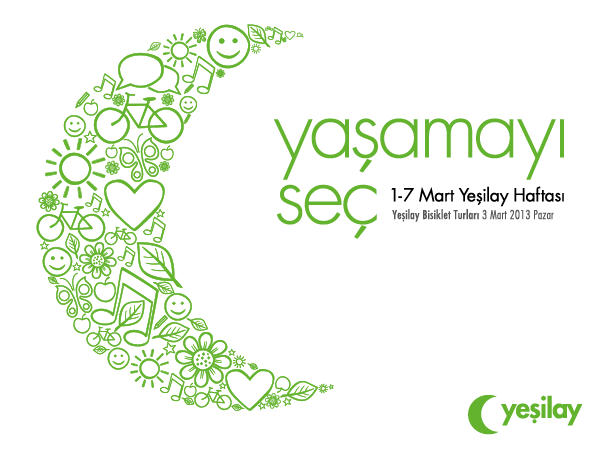 yaşamayı
seç
1-7 Mart Yeşilay Haftası
Yeşilay Bisiklet Turları 3 Mart 2013 Pazar
yeşilay